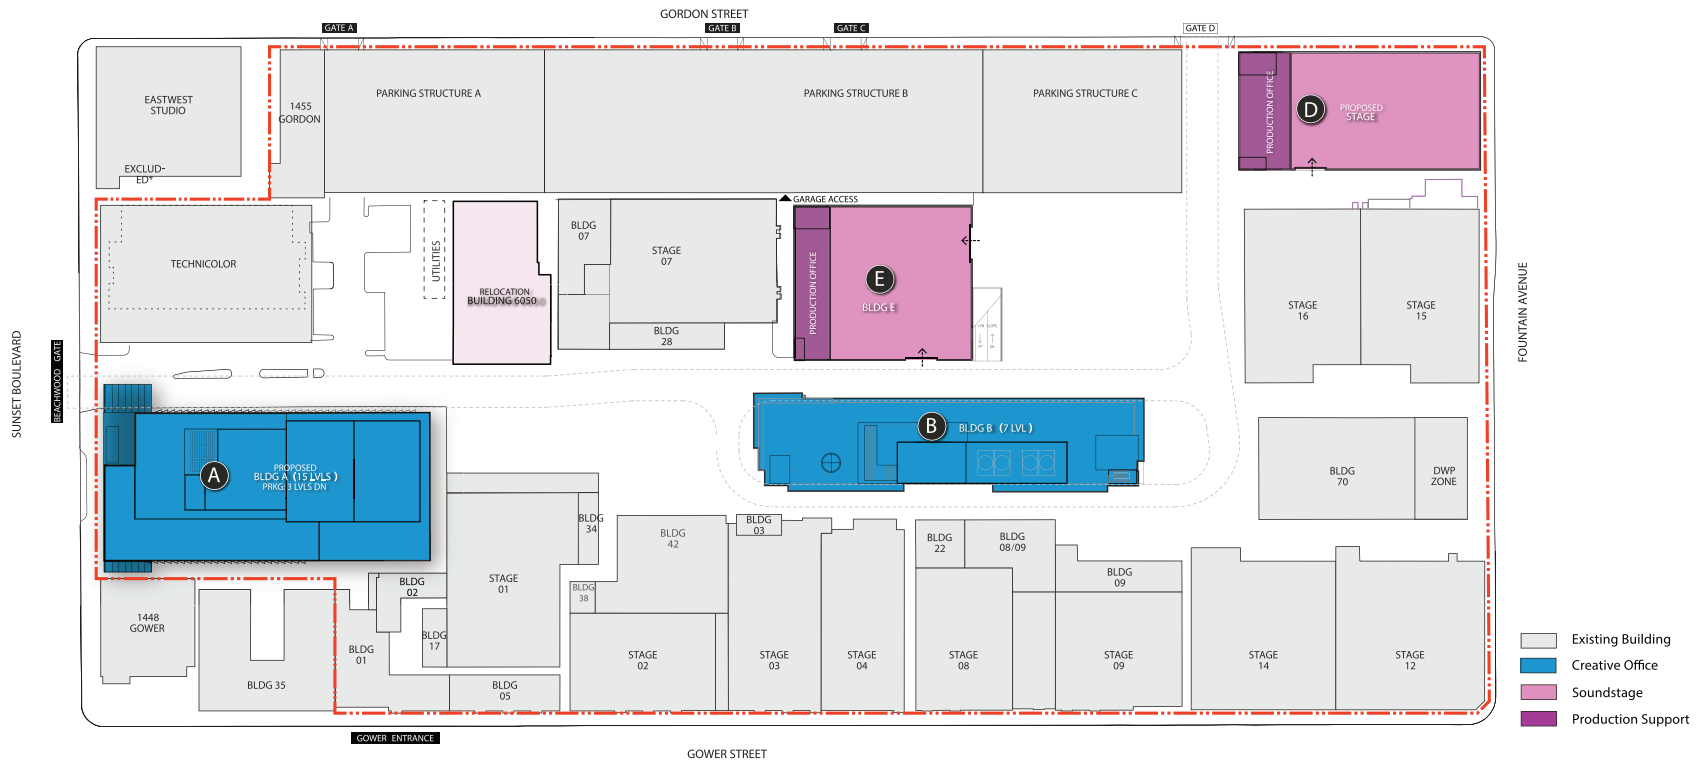 GORDON STREET
GATE A
GATE B
GATE C
GATE D
EASTWEST
STUDIO
EXCLUD-
ED*
1455
GORDON
PARKING STRUCTURE A
PARKING STRUCTURE B
PARKING STRUCTURE C
PRODUCTION OFFICE
D
PROPOSED
STAGE
GARAGE ACCESS
TECHNICOLOR
UTILITIES
RELOCATION
BUILDING 6050
BLDG
07
STAGE
07
BLDG
28
PRODUCTION OFFICE
E
BLDG E
STAGE
16
STAGE
15
SUNSET BOULEVARD
BEACHWOOD GATE
FOUNTAIN AVENUE
A
PROPOSED
BLDG A (15 LVLS)
PRKG: 3 LVLS DN
B
BLDG B (7 LVL)
BLDG
70
DWP
ZONE
BLDG
34
BLDG
42
BLDG
03
BLDG
22
BLDG
08/09
BLDG
09
BLDG
02
STAGE
01
BLDG
38
1448
GOWER
BLDG
17
BLDG
01
BLDG 35
BLDG
05
STAGE
02
STAGE
03
STAGE
04
STAGE
08
STAGE
09
STAGE
14
STAGE
12
GOWER ENTRANCE
GOWER STREET
Existing Building
Creative Office
Soundstage
Production Support